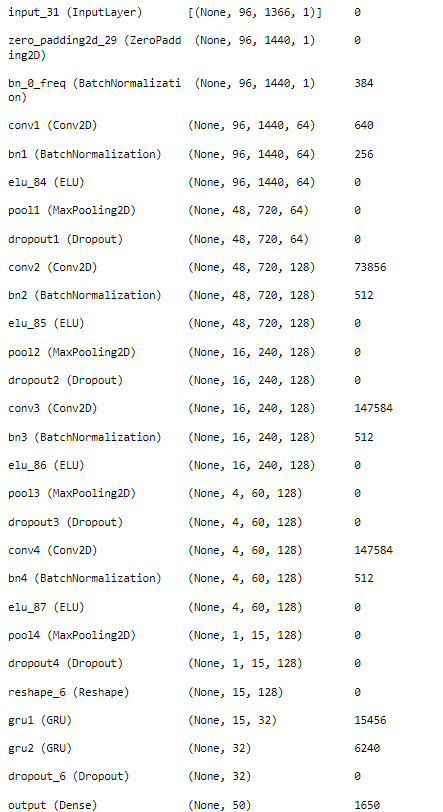 input_31 (InputLayer) [(None, 96, 1366, 1)] 0
zero_padding2d_29 (ZeroPadd (None, 96, 1440, 1) 0
ing2D)
bn_0_freq (BatchNormalizati (None, 96, 1440, 1) 384
on)
conv1 (Conv2D) (None, 96, 1440, 64) 640
bn1 (BatchNormalization) (None, 96, 1440, 64) 256
elu_84 (ELU) (None, 96, 1440, 64) 0
pool1 (MaxPooling2D) (None, 48, 720, 64) 0
dropout1 (Dropout) (None, 48, 720, 64) 0
conv2 (Conv2D) (None, 48, 720, 128) 73856
bn2 (BatchNormalization) (None, 48, 720, 128) 512
elu_85 (ELU) (None, 48, 720, 128) 0
pool2 (MaxPooling2D) (None, 16, 240, 128) 0
dropout2 (Dropout) (None, 16, 240, 128) 0
conv3 (Conv2D) (None, 16, 240, 128) 147584
bn3 (BatchNormalization) (None, 16, 240, 128) 512
elu_86 (ELU) (None, 16, 240, 128) 0
pool3 (MaxPooling2D) (None, 4, 60, 128) 0
dropout3 (Dropout) (None, 4, 60, 128) 0
conv4 (Conv2D) (None, 4, 60, 128) 147584
bn4 (BatchNormalization) (None, 4, 60, 128) 512
elu_87 (ELU) (None, 4, 60, 128) 0
pool4 (MaxPooling2D) (None, 1, 15, 128) 0
dropout4 (Dropout) (None, 1, 15, 128) 0
reshape_6 (Reshape) (None, 15, 128) 0
gru1 (GRU) (None, 15, 32) 15456
gru2 (GRU) (None, 32) 6240
dropout_6 (Dropout) (None, 32) 0
output (Dense) (None, 50) 1650